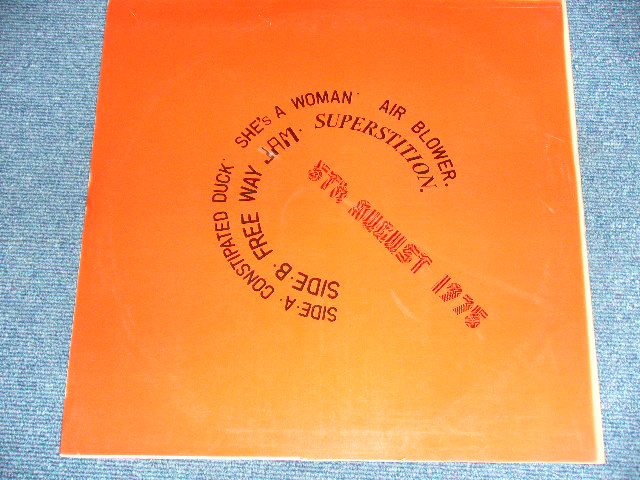 SIDE:A· CONSTIPATED DUCK· SHE'S A WOMAN· AIR BLOWER.
SIDE:B· FREE WAY JAM· SUPERSTITION.
5TH AUGUST 1975